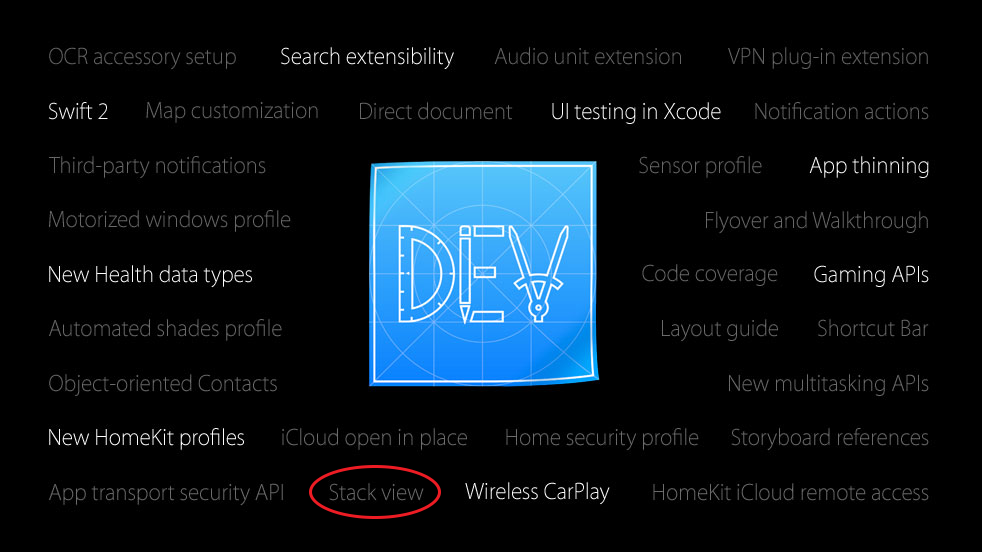 OCR accessory setup Search extensibility Audio unit extension VPN plug-in extension
Swift 2 Map customization Direct document UI testing in Xcode Notification actions
Third-party notifications Sensor profile App thinning
Motorized windows profile Flyover and Walkthrough
DEV
New Health data types Code coverage Gaming APIs
Automated shades profile Layout guide Shortcut Bar
Object-oriented Contacts New multitasking APIs
New HomeKit profiles iCloud open in place Home security profile Storyboard references
App transport security API Stack view Wireless CarPlay HomeKit iCloud remote access